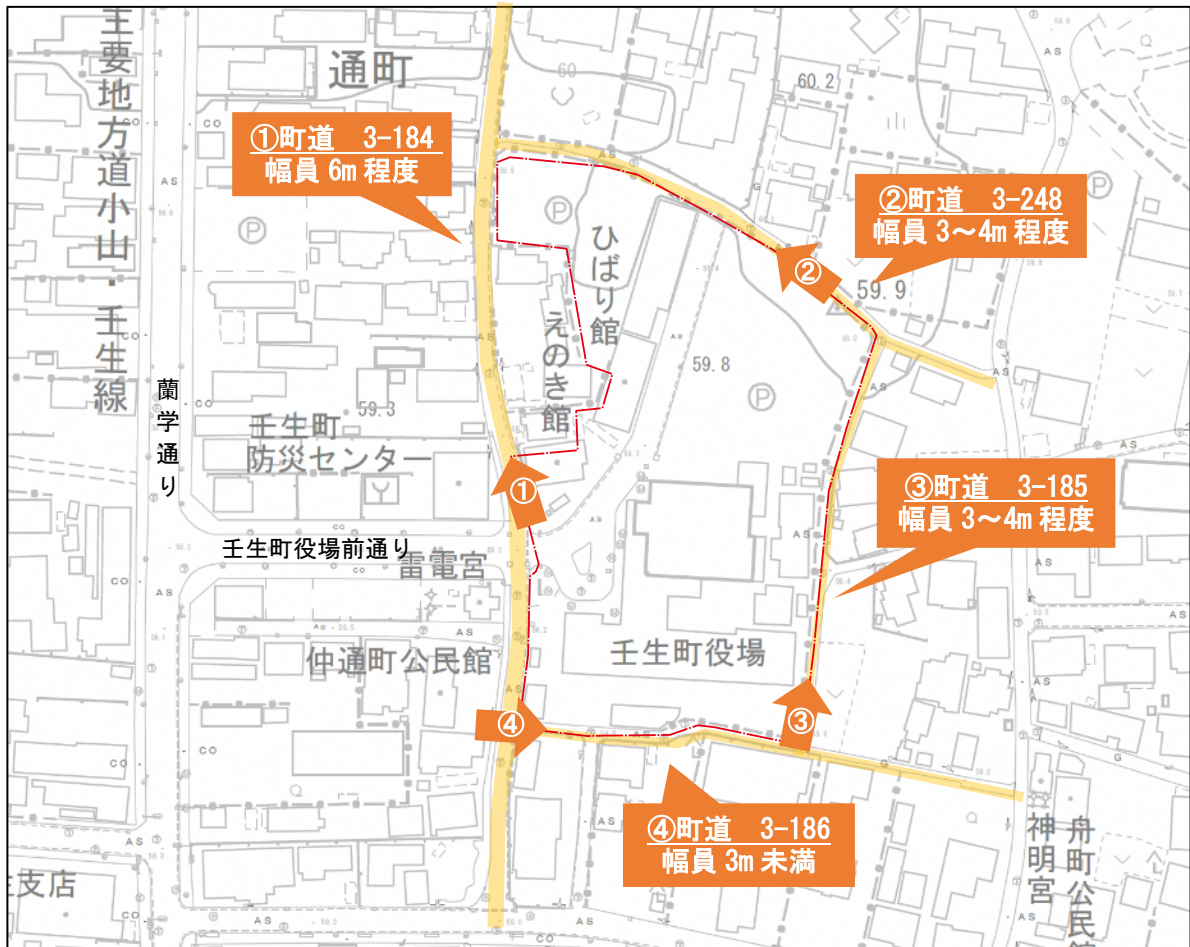 主要地方道小山・壬生線
通町
60
60.2
①町道 3-184
幅員 6m 程度
②町道 3-248
幅員 3～4m 程度
②
59.9
ひばり館
えのき館
59.8
59.3
蘭学通り
壬生町
防災センター
③町道 3-185
幅員 3～4m 程度
①
壬生町役場前通り
雷電宮
仲通町公民館
壬生町役場
④
③
④町道 3-186
幅員 3m 未満
神明宮
舟町公民
支店